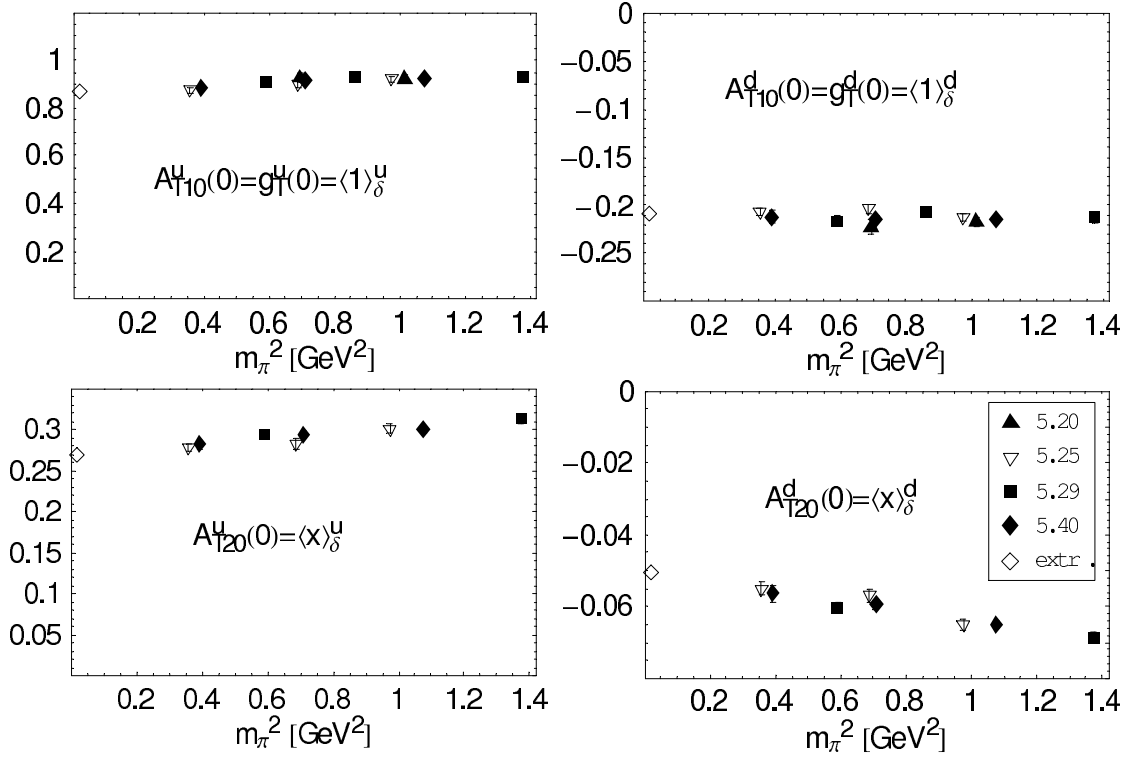 1
0.8
0.6
0.4
0.2
A^u_T10(0)=g^u_T(0)=⟨1⟩^u_δ
0.2 0.4 0.6 0.8 1 1.2 1.4
m_π^2 [GeV^2]
0
−0.05
−0.1
−0.15
−0.2
−0.25
A^d_T10(0)=g^d_T(0)=⟨1⟩^d_δ
0.2 0.4 0.6 0.8 1 1.2 1.4
m_π^2 [GeV^2]
0.3
0.25
0.2
0.15
0.1
0.05
A^u_T20(0)=⟨x⟩^u_δ
0.2 0.4 0.6 0.8 1 1.2 1.4
m_π^2 [GeV^2]
0
−0.02
−0.04
−0.06
A^d_T20(0)=⟨x⟩^d_δ
5.20
5.25
5.29
5.40
extr.
0.2 0.4 0.6 0.8 1 1.2 1.4
m_π^2 [GeV^2]